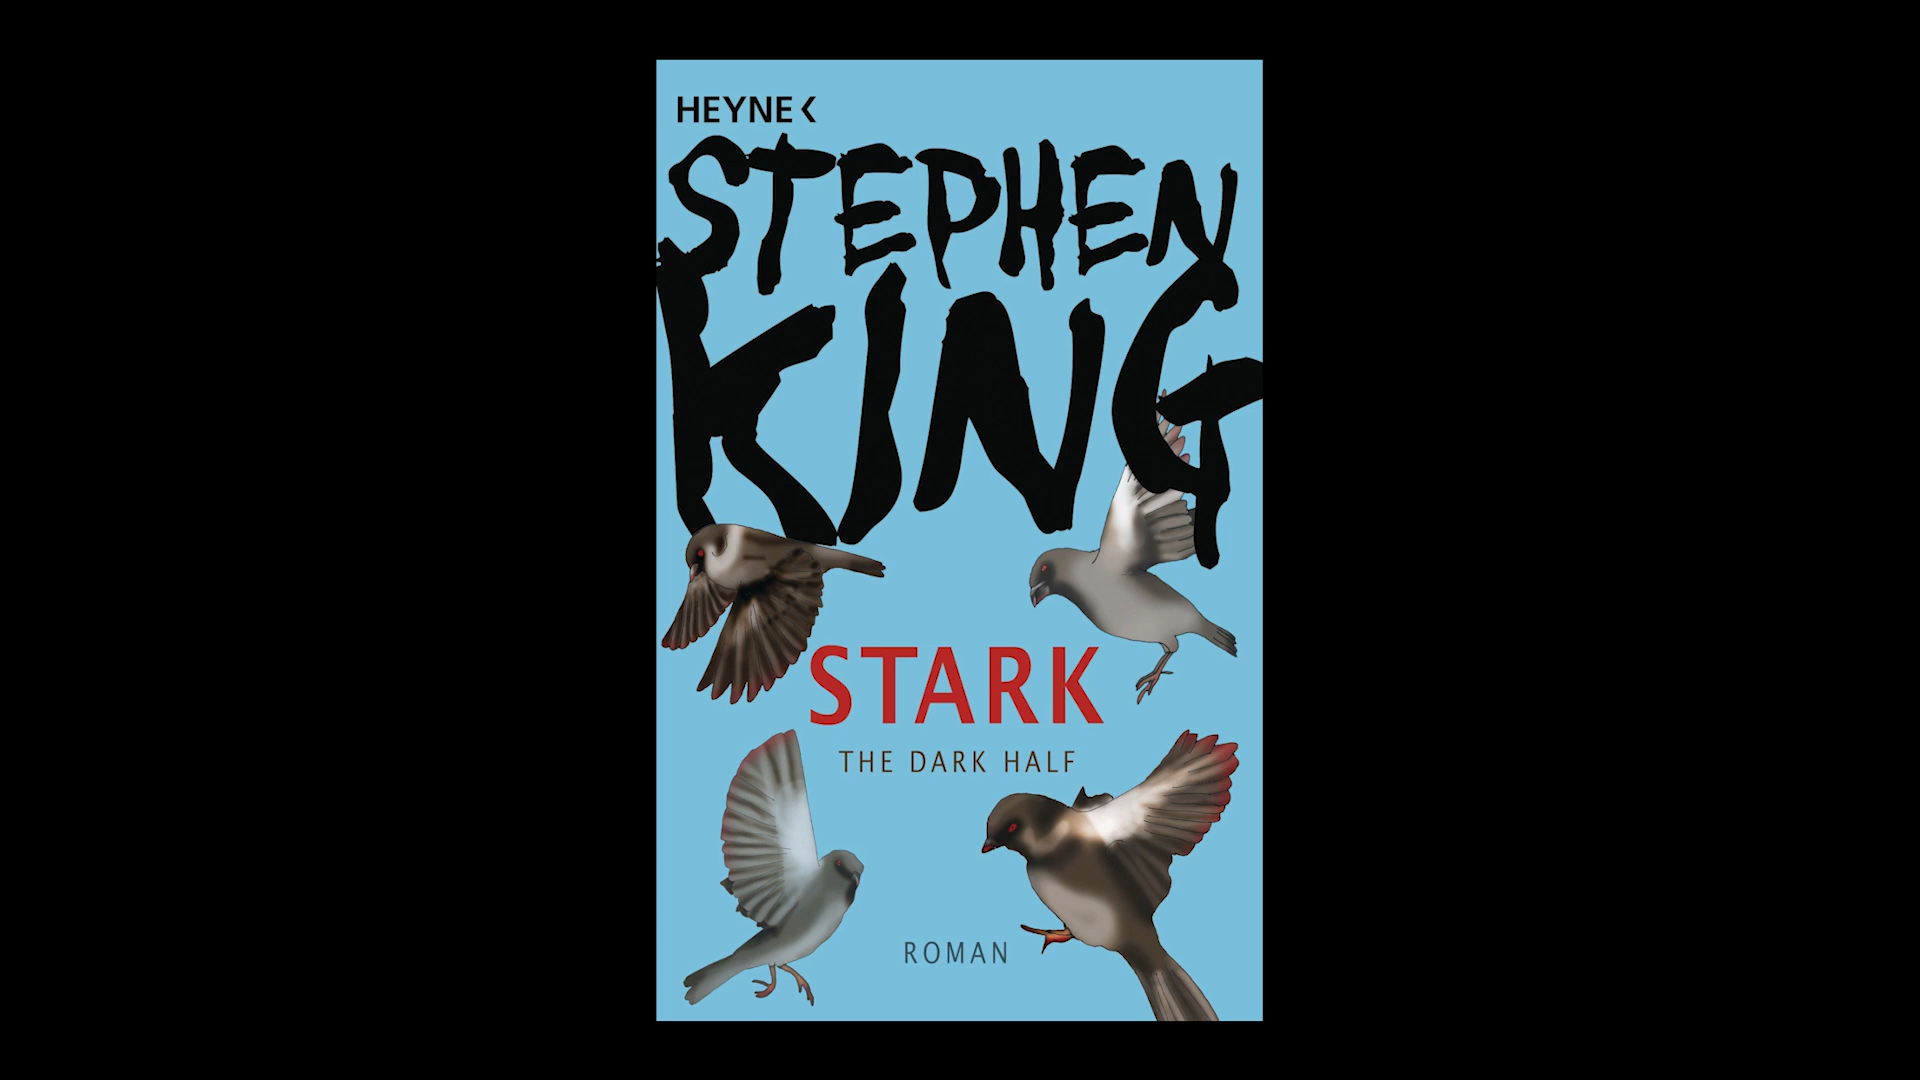 HEYNE<
STEPHEN
KING
STARK
THE DARK HALF
ROMAN